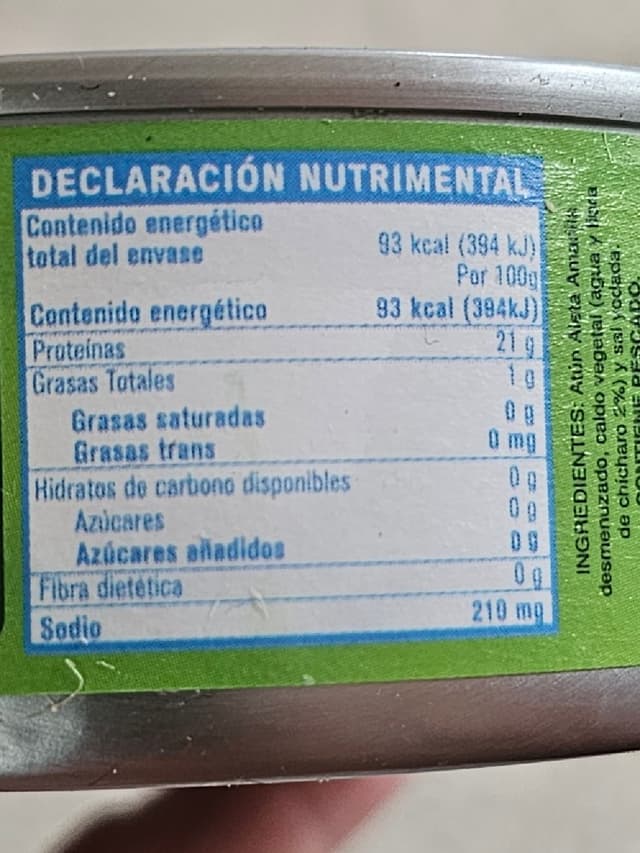 DECLARACIÓN NUTRIMENTAL
Contenido energético
total del envase 93 kcal (394 kJ)
Por 100g
Contenido energético 93 kcal (394kJ)
Proteínas 21 g
Grasas Totales 1 g
Grasas saturadas 0 g
Grasas trans 0 mg
Hidratos de carbono disponibles 0 g
Azúcares 0 g
Azúcares añadidos 0 g
Fibra dietética 0 g
Sodio 210 mg
INGREDIENTES: Atún Aleta Amarilla
desmenuzado, caldo vegetal (agua y harina
de chícharo 2%) y sal yodada.